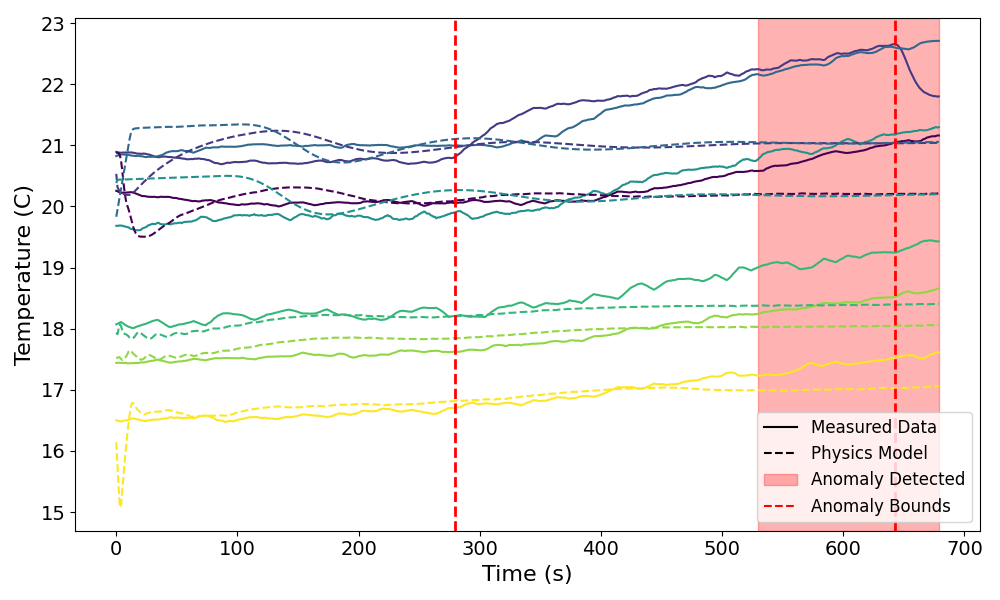 23
22
21
20
19
18
17
16
15
Temperature (C)
0 100 200 300 400 500 600 700
Time (s)
Measured Data
Physics Model
Anomaly Detected
Anomaly Bounds